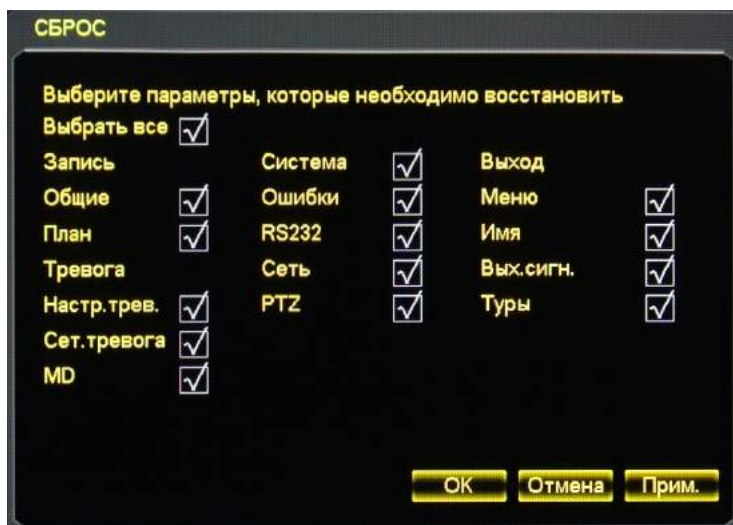 СБРОС
Выберите параметры, которые необходимо восстановить
Выбрать все
Запись Система Выход
Общие Ошибки Меню
План RS232 Имя
Тревога Сеть Вых.сигн.
Настр.трев. PTZ Туры
Сет.тревога
MD
OK Отмена Прим.